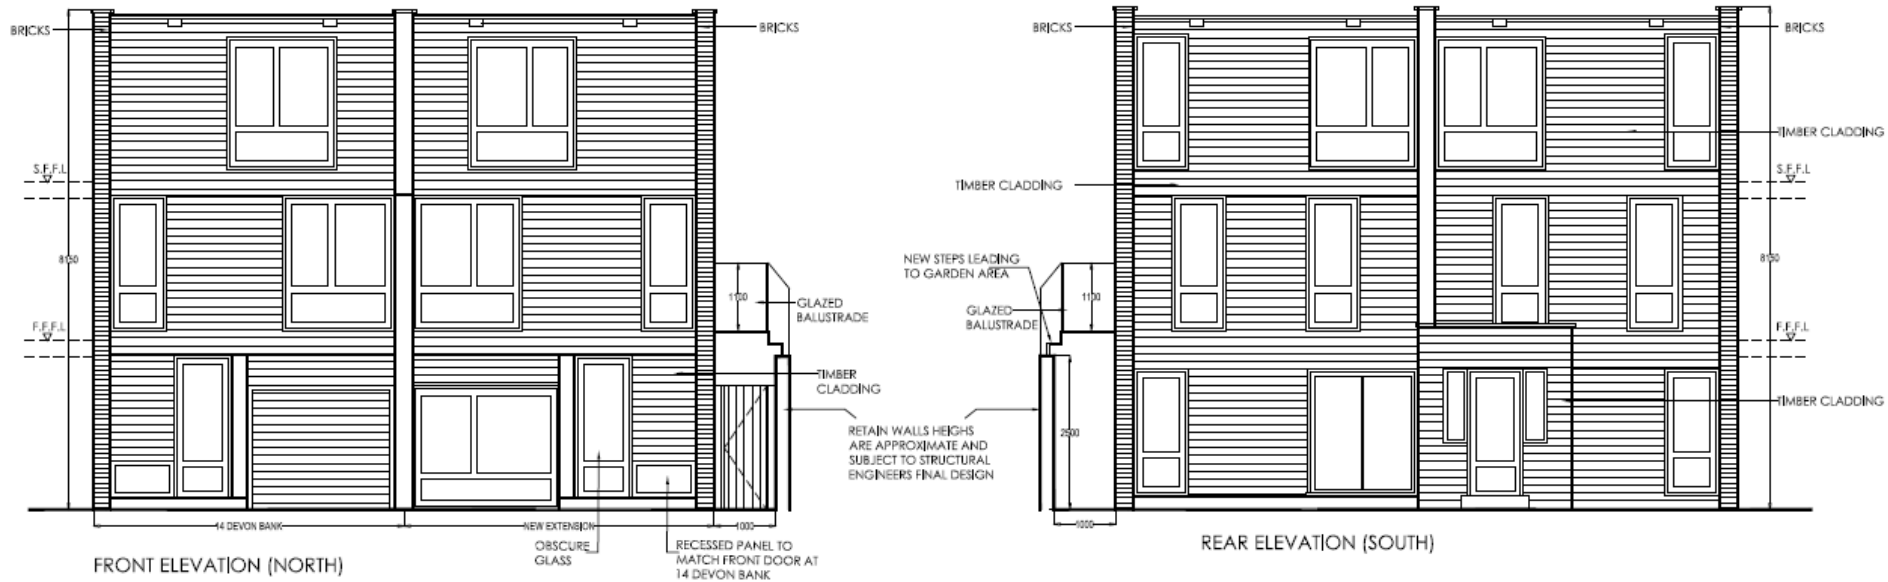 BRICKS
BRICKS
S.F.F.L
8150
F.F.F.L
1100
GLAZED
BALUSTRADE
TIMBER
CLADDING
RETAIN WALLS HEIGHS
ARE APPROXIMATE AND
SUBJECT TO STRUCTURAL
ENGINEERS FINAL DESIGN
14 DEVON BANK
NEW EXTENSION
1000
OBSCURE
GLASS
RECESSED PANEL TO
MATCH FRONT DOOR AT
14 DEVON BANK
FRONT ELEVATION (NORTH)
BRICKS
BRICKS
TIMBER CLADDING
TIMBER CLADDING
S.F.F.L
NEW STEPS LEADING
TO GARDEN AREA
8150
1100
GLAZED
BALUSTRADE
F.F.F.L
TIMBER CLADDING
2500
1000
REAR ELEVATION (SOUTH)